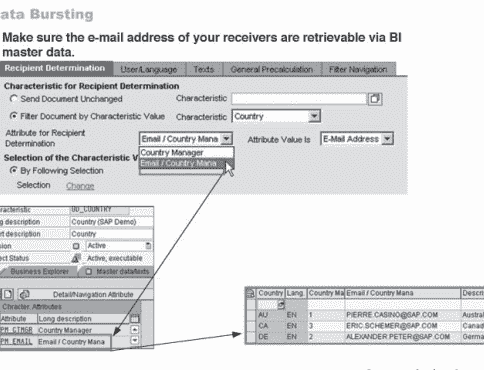 ata Bursting
Make sure the e-mail address of your receivers are retrievable via BI
master data.
Recipient Determination User/Language Texts General Precalculation Filter Navigation
Characteristic for Recipient Determination
Send Document Unchanged Characteristic
Filter Document by Characteristic Value Characteristic Country
Attribute for Recipient
Determination
Email / Country Mana Attribute Value Is E-Mail Address
Country Manager
Selection of the Characteristic V
Email / Country Mana
By Following Selection
Selection Change
racteristic UD_COUNTRY
g description Country (SAP Demo)
rt description Country
sion Active
ect Status Active, executable
Business Explorer Master data/texts
Detail/Navigation Attribute
Chracter. Attributes
Attribute Long description
PM_CTMGR Country Manager
PM_EMAIL Email / Country Mana
Country Lang. Country Ma Email / Country Mana Descri
AU EN 1 PIERRE.CASINO@SAP.COM Austral
CA EN 3 ERIC.SCHEMER@SAP.COM Canad
DE EN 2 ALEXANDER.PETER@SAP.COM Germa